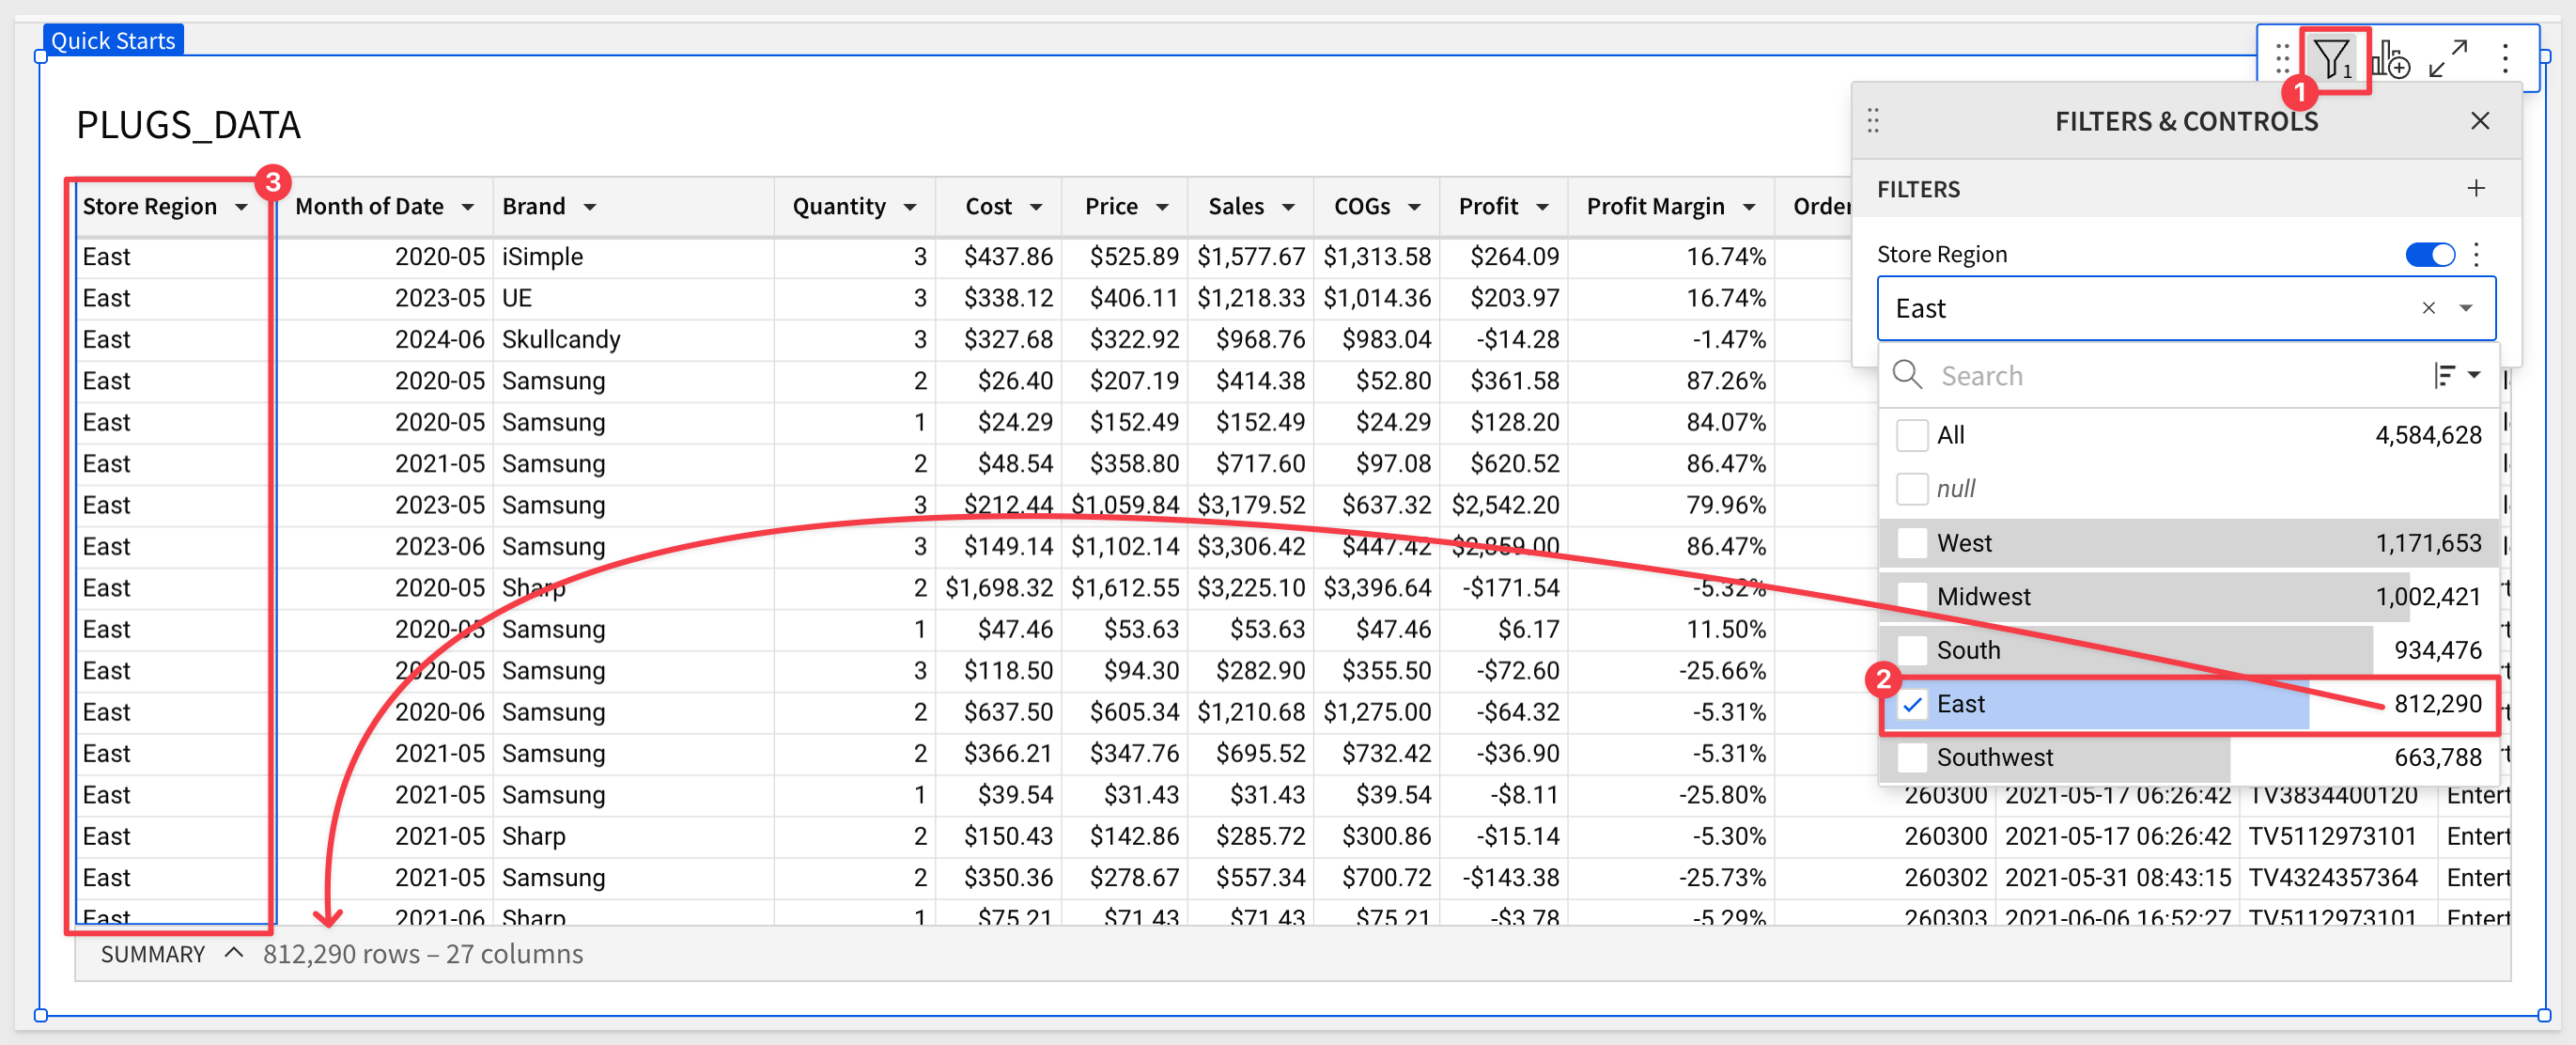 Quick Starts
1
1
PLUGS_DATA
FILTERS & CONTROLS
3
FILTERS
Store Region Month of Date Brand Quantity Cost Price Sales COGs Profit Profit Margin Order
Store Region
East
Search
All 4,584,628
null
West 1,171,653
Midwest 1,002,421
South 934,476
2
East 812,290
Southwest 663,788
East 2020-05 iSimple 3 $437.86 $525.89 $1,577.67 $1,313.58 $264.09 16.74%
East 2023-05 UE 3 $338.12 $406.11 $1,218.33 $1,014.36 $203.97 16.74%
East 2024-06 Skullcandy 3 $327.68 $322.92 $968.76 $983.04 -$14.28 -1.47%
East 2020-05 Samsung 2 $26.40 $207.19 $414.38 $52.80 $361.58 87.26%
East 2020-05 Samsung 1 $24.29 $152.49 $152.49 $24.29 $128.20 84.07%
East 2021-05 Samsung 2 $48.54 $358.80 $717.60 $97.08 $620.52 86.47%
East 2023-05 Samsung 3 $212.44 $1,059.84 $3,179.52 $637.32 $2,542.20 79.96%
East 2023-06 Samsung 3 $149.14 $1,102.14 $3,306.42 $447.42 $2,859.00 86.47%
East 2020-05 Sharp 2 $1,698.32 $1,612.55 $3,225.10 $3,396.64 -$171.54 -5.32%
East 2020-05 Samsung 1 $47.46 $53.63 $53.63 $47.46 $6.17 11.50%
East 2020-05 Samsung 3 $118.50 $94.30 $282.90 $355.50 -$72.60 -25.66%
East 2020-06 Samsung 2 $637.50 $605.34 $1,210.68 $1,275.00 -$64.32 -5.31%
East 2021-05 Samsung 2 $366.21 $347.76 $695.52 $732.42 -$36.90 -5.31%
East 2021-05 Samsung 1 $39.54 $31.43 $31.43 $39.54 -$8.11 -25.80% 260300 2021-05-17 06:26:42 TV3834400120 Entert
East 2021-05 Sharp 2 $150.43 $142.86 $285.72 $300.86 -$15.14 -5.30% 260300 2021-05-17 06:26:42 TV5112973101 Entert
East 2021-05 Samsung 2 $350.36 $278.67 $557.34 $700.72 -$143.38 -25.73% 260302 2021-05-31 08:43:15 TV4324357364 Entert
East 2021-06 Sharp 1 $75.21 $71.43 $71.43 $75.21 -$3.78 -5.29% 260303 2021-06-06 16:52:27 TV5112973101 Entert
SUMMARY 812,290 rows – 27 columns